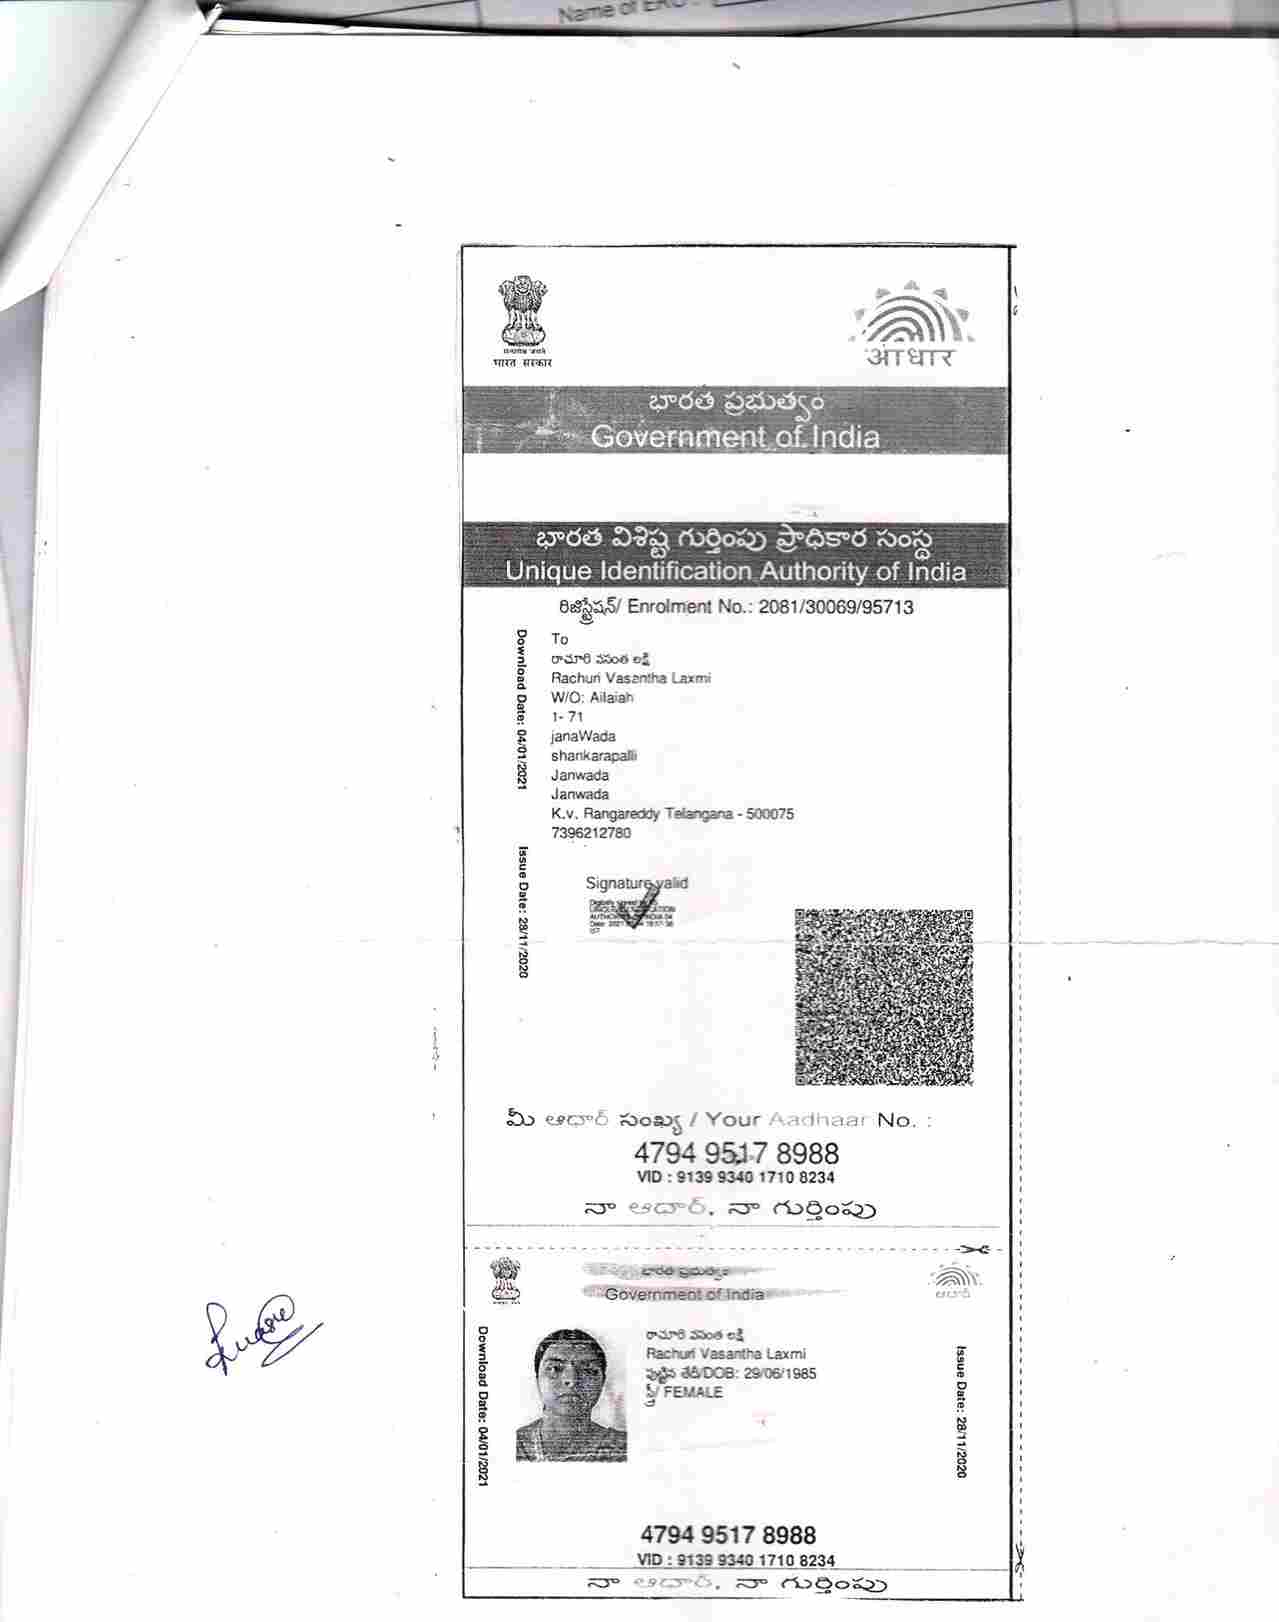 Name of
सत्यमेव जयते
भारत सरकार
आधार
భారత ప్రభుత్వం
Government of India
భారత విశిష్ట గుర్తింపు ప్రాధికార సంస్థ
Unique Identification Authority of India
రిజిస్ట్రేషన్/ Enrolment No.: 2081/30069/95713
Download Date: 04/01/2021
Issue Date: 28/11/2020
To
రాచూరి వసంత లక్ష్మి
Rachuri Vasantha Laxmi
W/O: Ailaiah
1- 71
janaWada
shankarapalli
Janwada
Janwada
K.v. Rangareddy Telangana - 500075
7396212780
Signature valid
మీ ఆధార్ సంఖ్య / Your Aadhaar No. :
4794 9517 8988
VID : 9139 9340 1710 8234
నా ఆధార్, నా గుర్తింపు
భారత ప్రభుత్వం
Government of India
ఆధార్
Download Date: 04/01/2021
రాచూరి వసంత లక్ష్మి
Rachuri Vasantha Laxmi
పుట్టిన తేదీ/DOB: 29/06/1985
స్త్రీ/ FEMALE
Issue Date: 28/11/2020
4794 9517 8988
VID : 9139 9340 1710 8234
నా ఆధార్, నా గుర్తింపు